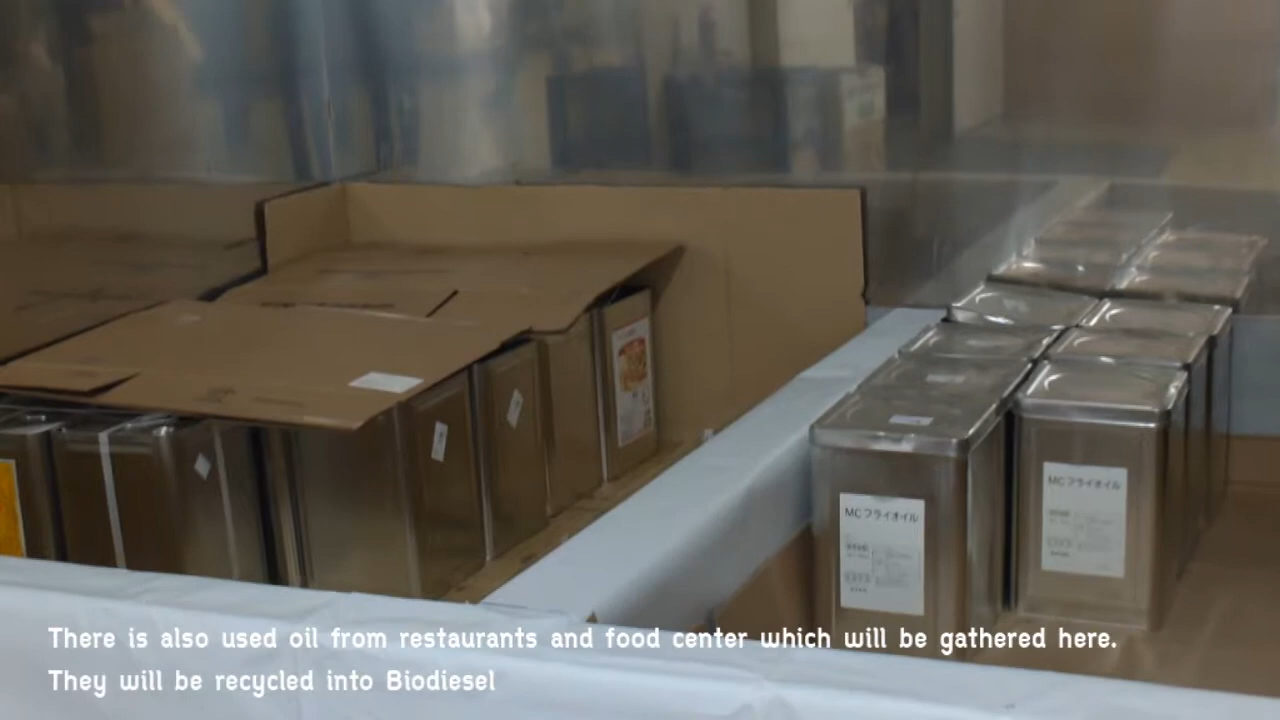 MCフライオイル
MCフライオイル
There is also used oil from restaurants and food center which will be gathered here.
They will be recycled into Biodiesel